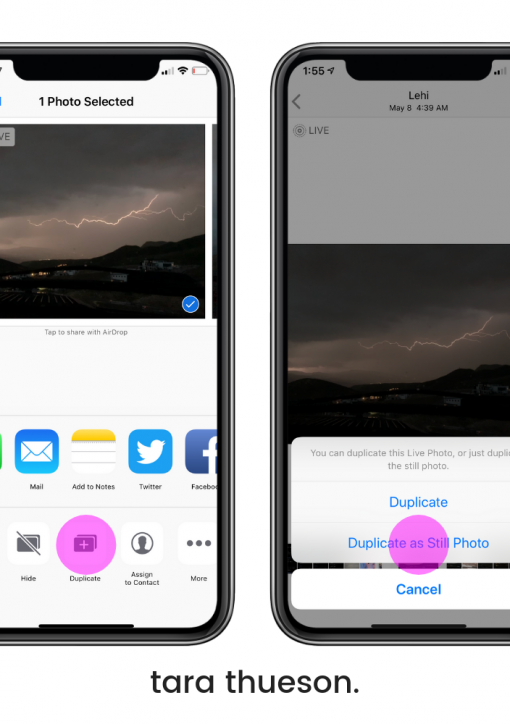 1 Photo Selected
VE
Tap to share with AirDrop
Mail
Add to Notes
Twitter
Facebo
Hide
Duplicate
Assign
to Contact
More
1:55
Lehi
May 8 4:39 AM
LIVE
You can duplicate this Live Photo, or just dupli
the still photo.
Duplicate
Duplicate as Still Photo
Cancel
tara thueson.